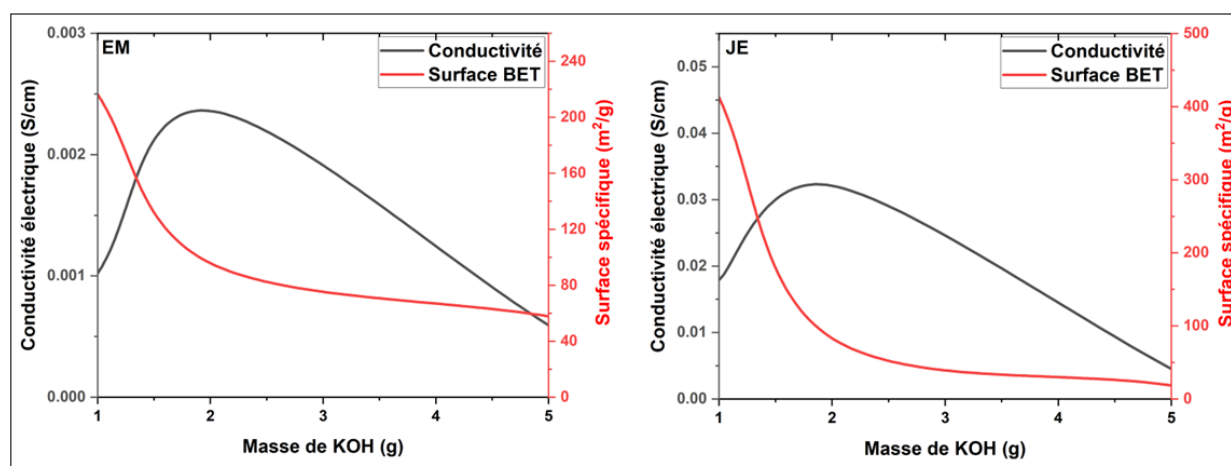 EM
Conductivité
Surface BET
Conductivité électrique (S/cm)
0.003
0.002
0.001
0.000
240
200
160
120
80
40
0
Surface spécifique (m²/g)
1 2 3 4 5
Masse de KOH (g)
JE
Conductivité
Surface BET
Conductivité électrique (S/cm)
0.05
0.04
0.03
0.02
0.01
0.00
500
400
300
200
100
0
Surface spécifique (m²/g)
1 2 3 4 5
Masse de KOH (g)